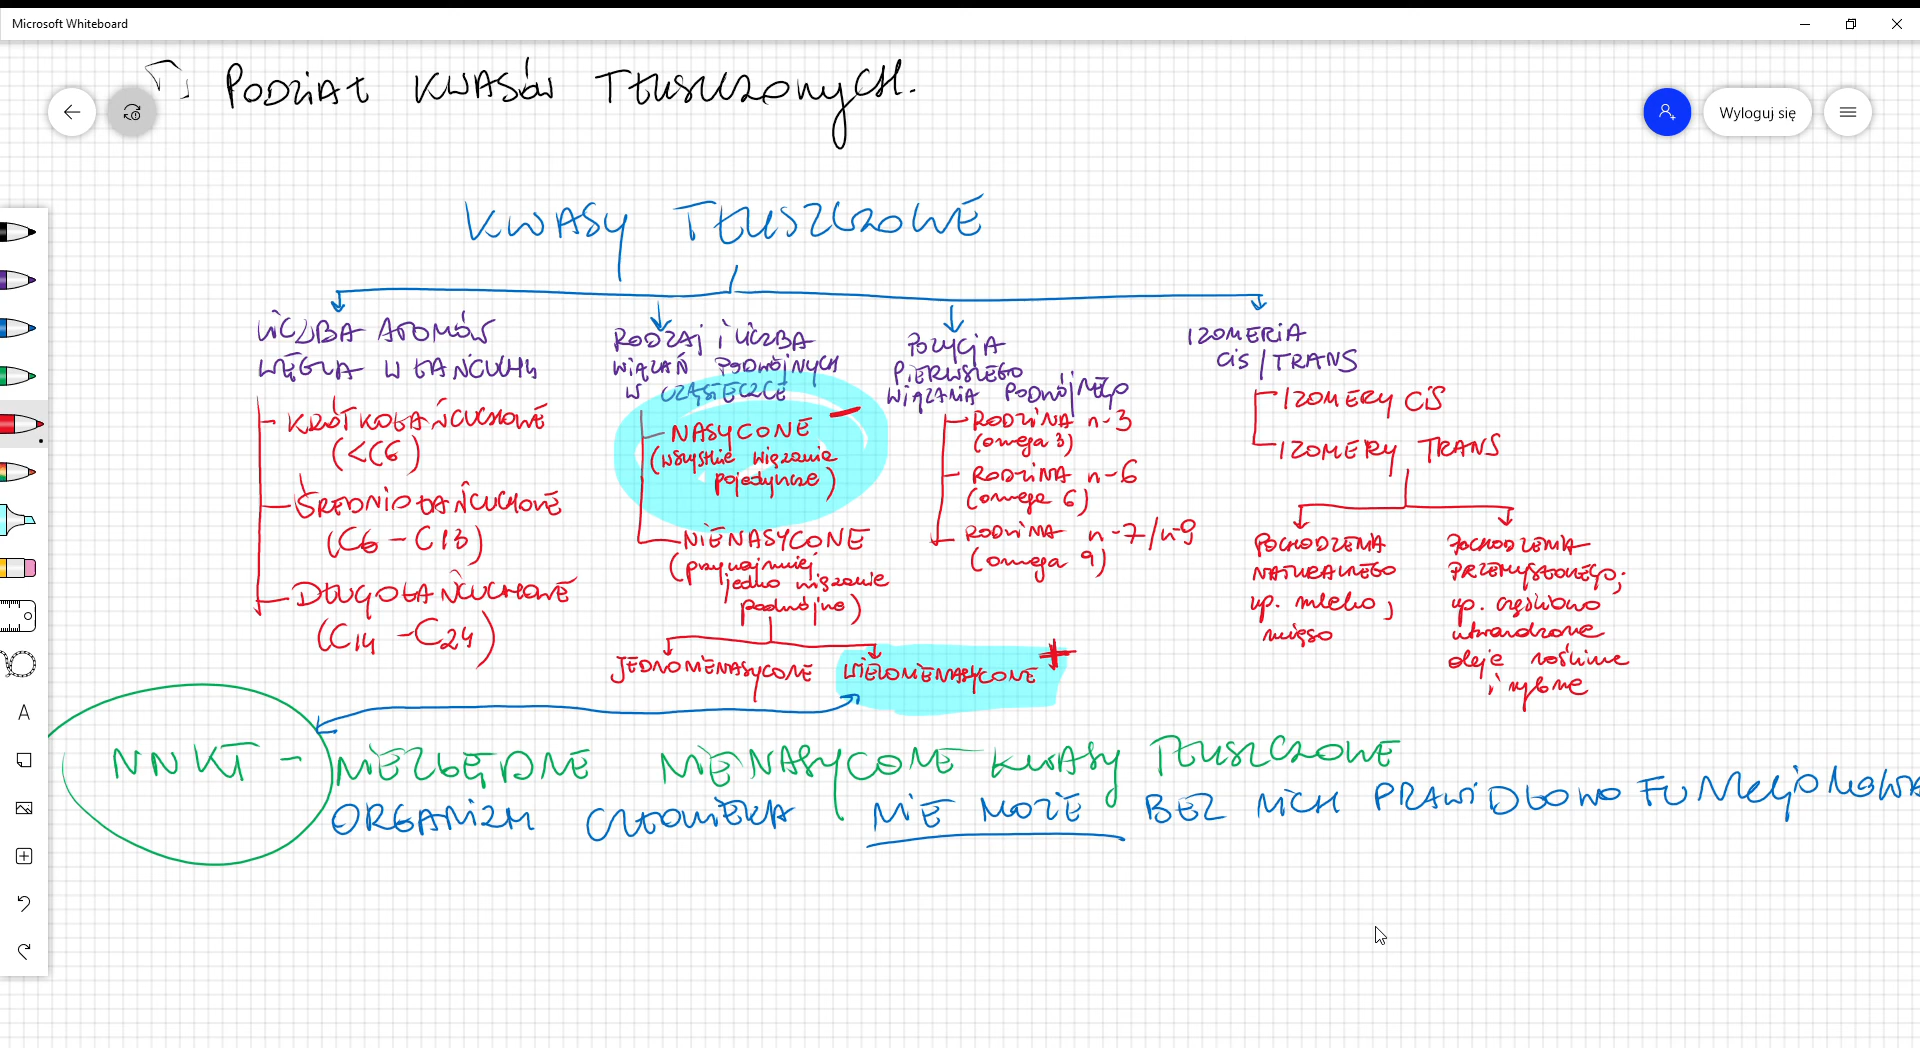 Microsoft Whiteboard
PODZIAŁ KWASÓW TŁUSZCZOWYCH.
Wyloguj się
KWASY TŁUSZCZOWE
LICZBA ATOMÓW
WĘGLA W ŁAŃCUCHU
KRÓTKOŁAŃCUCHOWE
(<C6)
ŚREDNIOŁAŃCUCHOWE
(C6 - C13)
DŁUGOŁAŃCUCHOWE
(C14 - C24)
RODZAJ i LICZBA
WIĄZAŃ PODWÓJNYCH
W CZĄSTECZCE
NASYCONE
(wszystkie wiązania
pojedyncze)
NIENASYCONE
(przynajmniej
jedno wiązanie
podwójne)
JEDNONIENASYCONE
WIELONIENASYCONE
POZYCJA
PIERWSZEGO
WIĄZANIA PODWÓJNEGO
RODZINA n-3
(omega 3)
RODZINA n-6
(omega 6)
RODZINA n-7/n-9
(omega 9)
IZOMERIA
CIS/TRANS
IZOMERY CIS
IZOMERY TRANS
POCHODZENIA
NATURALNEGO
np. mleko,
mięso
POCHODZENIA
PRZEMYSŁOWEGO;
np. częściowo
utwardzone
oleje roślinne
i rybne
NNKT - NIEZBĘDNE NIENASYCONE KWASY TŁUSZCZOWE
ORGANIZM CZŁOWIEKA NIE MOŻE BEZ NICH PRAWIDŁOWO FUNKCJONOWA
A